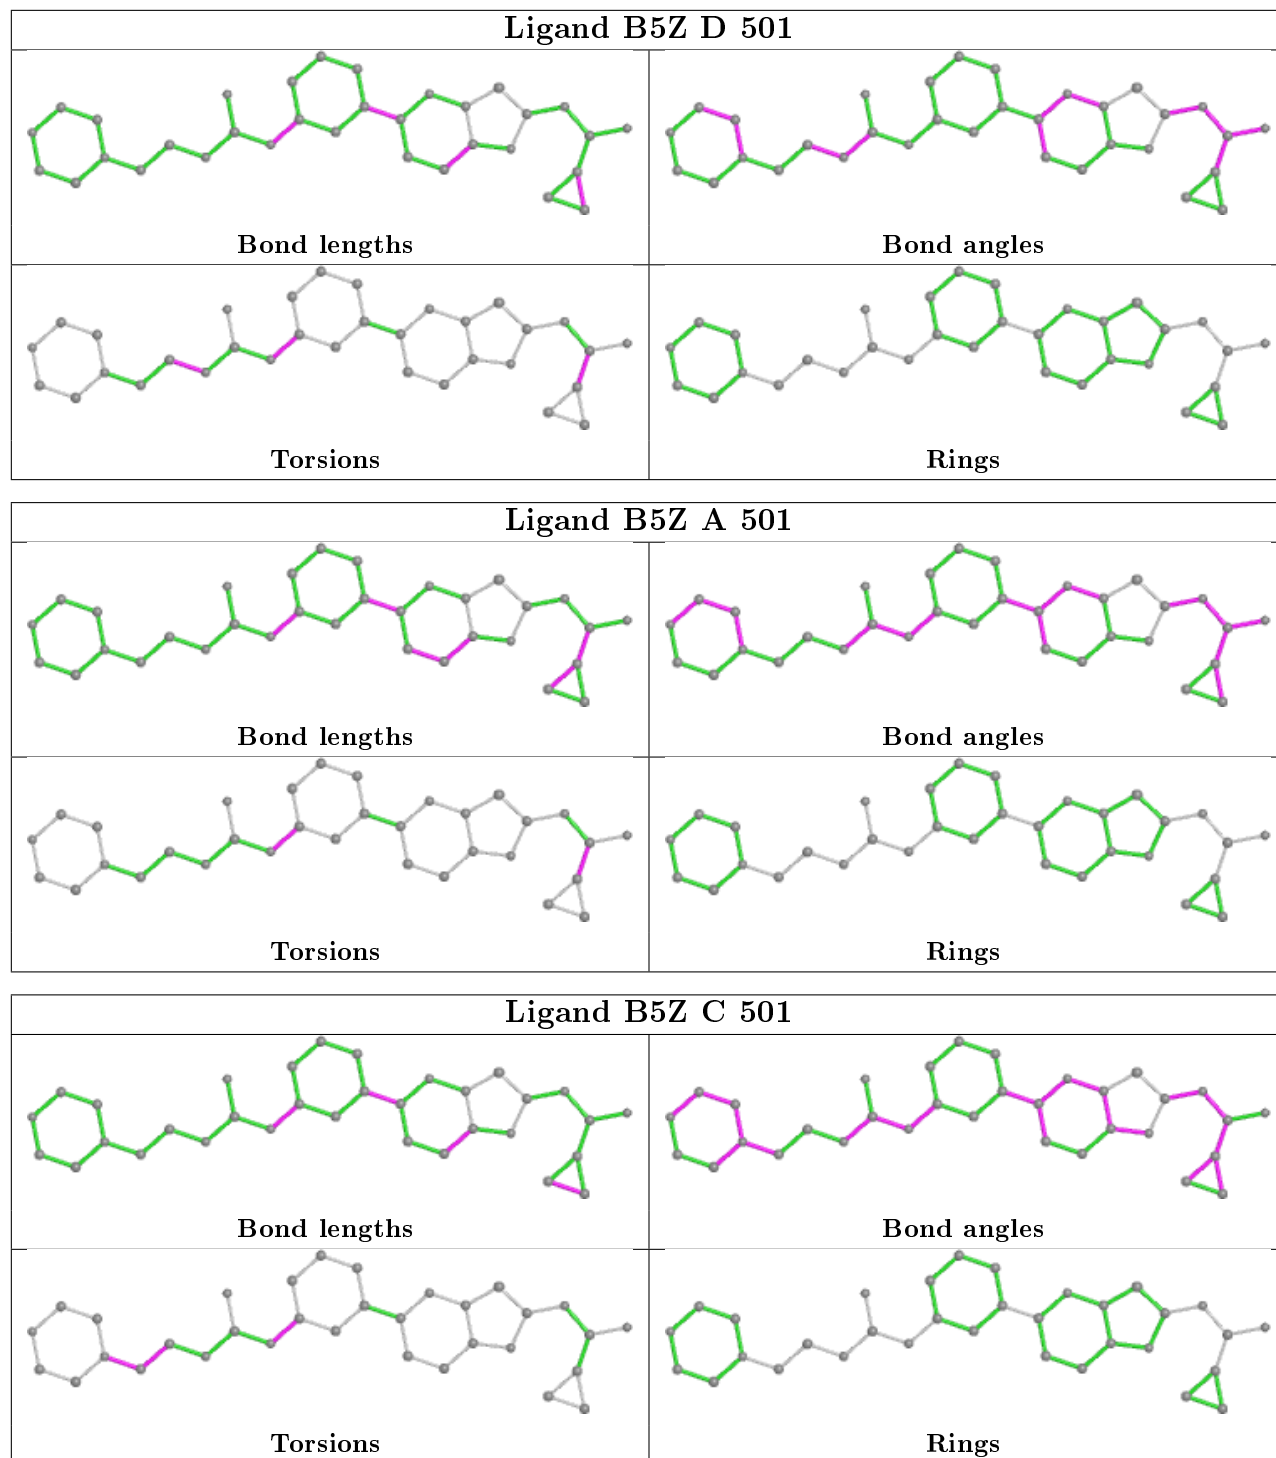 Ligand B5Z D 501
Bond lengths
Bond angles
Torsions
Rings
Ligand B5Z A 501
Bond lengths
Bond angles
Torsions
Rings
Ligand B5Z C 501
Bond lengths
Bond angles
Torsions
Rings